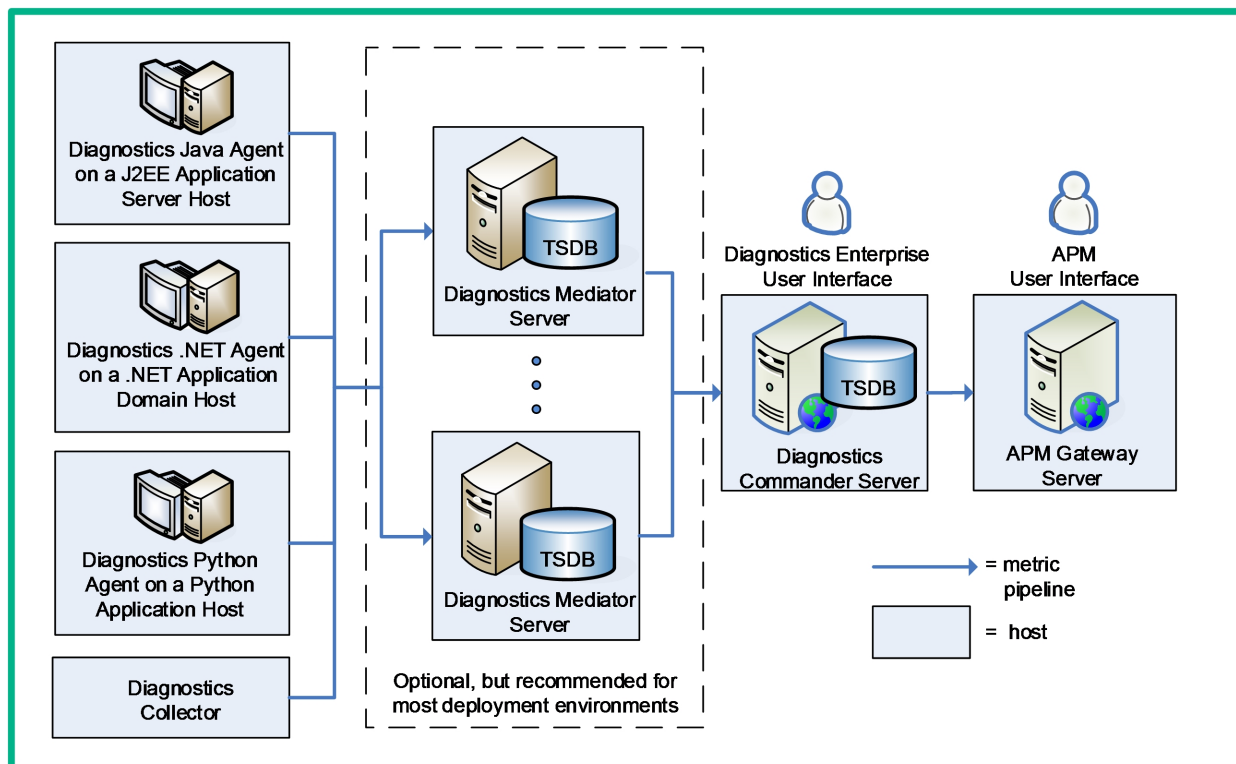 Diagnostics Java Agent
on a J2EE Application
Server Host
Diagnostics .NET Agent
on a .NET Application
Domain Host
Diagnostics Python
Agent on a Python
Application Host
Diagnostics
Collector
TSDB
Diagnostics Mediator
Server
TSDB
Diagnostics Mediator
Server
Optional, but recommended for
most deployment environments
Diagnostics Enterprise
User Interface
TSDB
Diagnostics
Commander Server
APM
User Interface
APM Gateway
Server
= metric
pipeline
= host